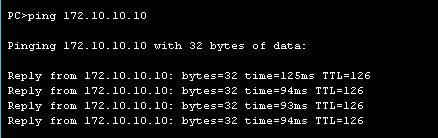 PC>ping 172.10.10.10
Pinging 172.10.10.10 with 32 bytes of data:
Reply from 172.10.10.10: bytes=32 time=125ms TTL=126
Reply from 172.10.10.10: bytes=32 time=94ms TTL=126
Reply from 172.10.10.10: bytes=32 time=93ms TTL=126
Reply from 172.10.10.10: bytes=32 time=94ms TTL=126